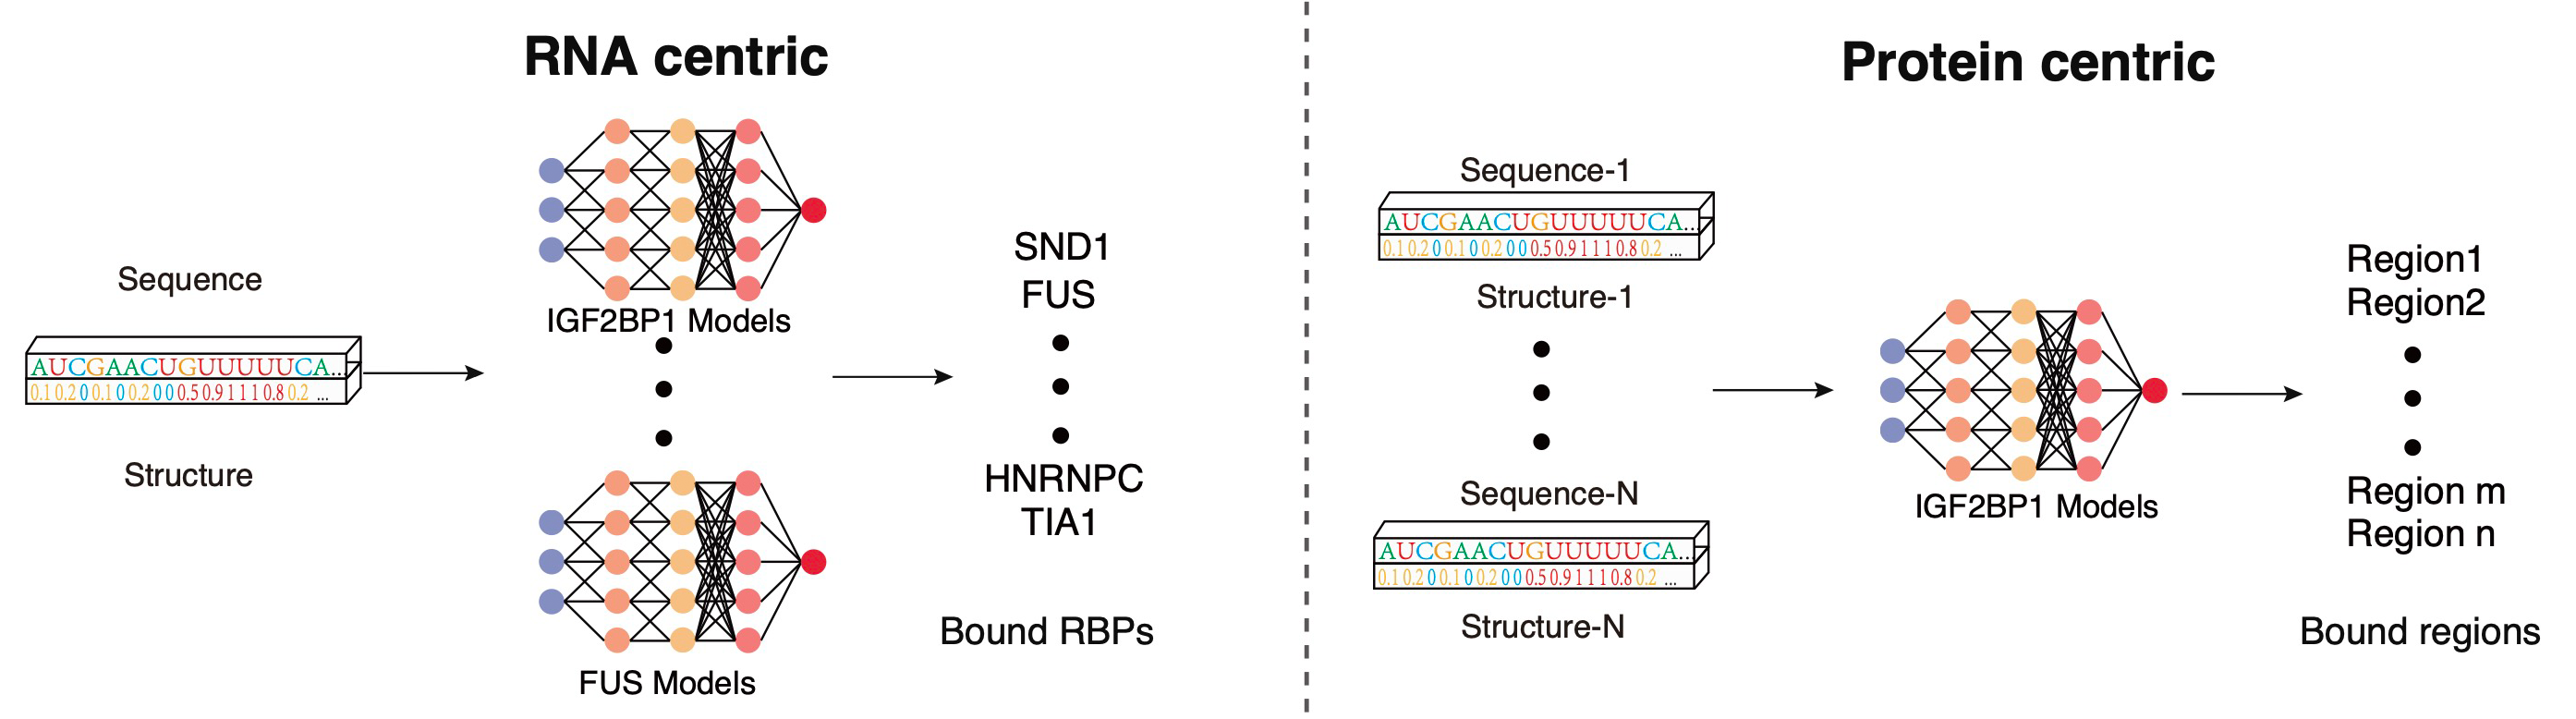 RNA centric
Sequence
AUCGAACUGUUUUUCA...
0.1 0.2 0 0.1 0 0.2 0 0 0.5 0.9 1 1 1 0.8 0.2 ...
Structure
IGF2BP1 Models
FUS Models
SND1
FUS
HNRNPC
TIA1
Bound RBPs
Protein centric
Sequence-1
AUCGAACUGUUUUUCA...
0.1 0.2 0 0.1 0 0.2 0 0 0.5 0.9 1 1 1 0.8 0.2 ...
Structure-1
Sequence-N
AUCGAACUGUUUUUCA...
0.1 0.2 0 0.1 0 0.2 0 0 0.5 0.9 1 1 1 0.8 0.2 ...
Structure-N
IGF2BP1 Models
Region1
Region2
Region m
Region n
Bound regions